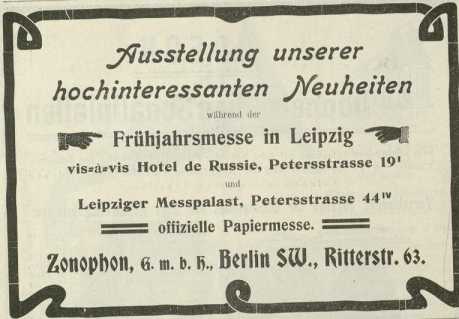 Ausstellung unserer
hochinteressanten Neuheiten
während der
Frühjahrsmesse in Leipzig
vis=à=vis Hotel de Russie, Petersstrasse 19ᴵ
und
Leipziger Messpalast, Petersstrasse 44ᴵⱽ
offizielle Papiermesse.
Zonophon, G. m. b. H., Berlin SW., Ritterstr. 63.